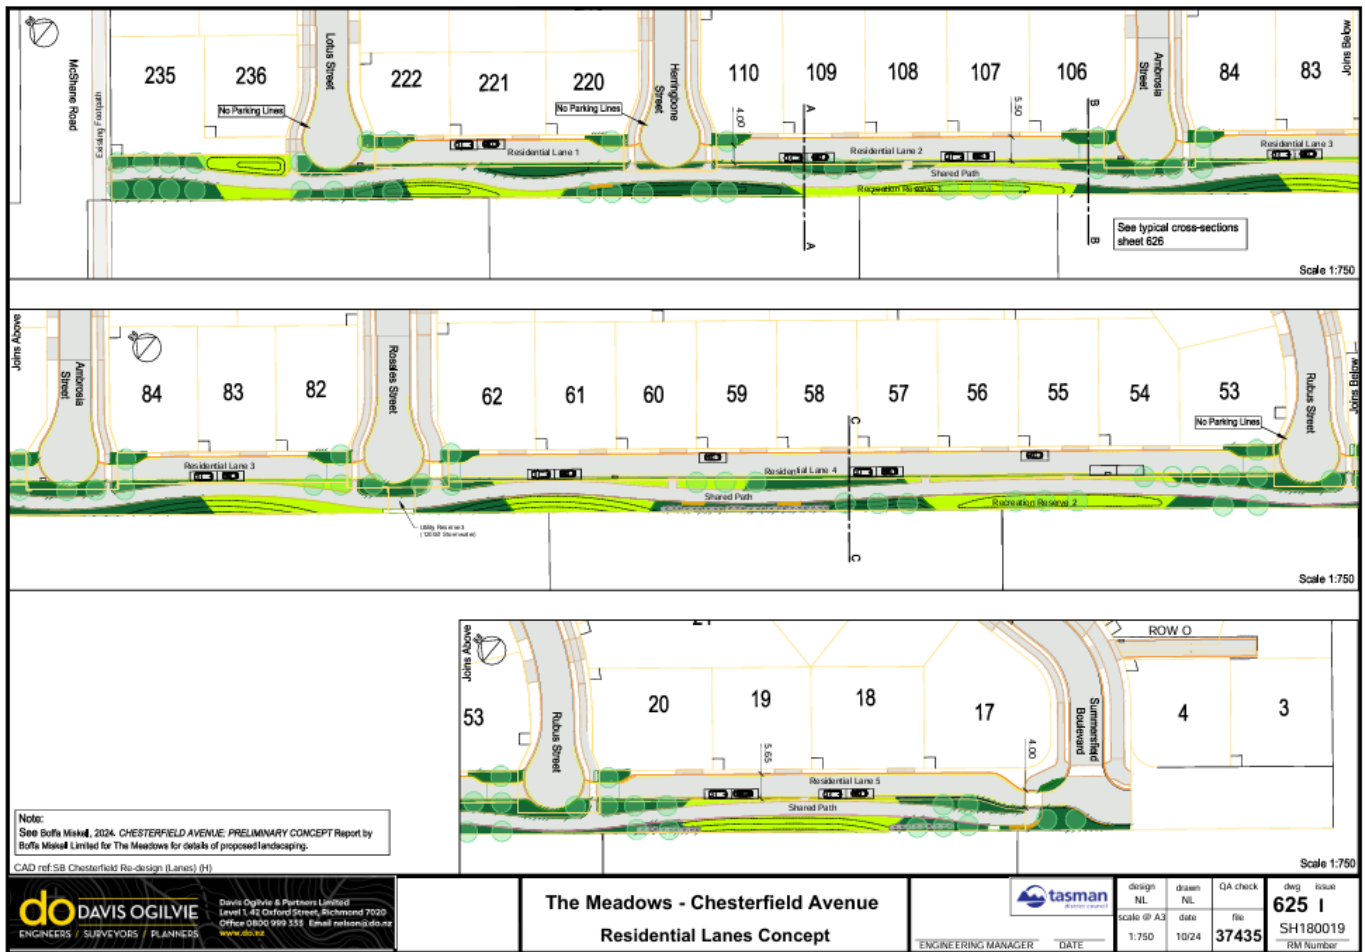 McShane Road
Existing Footpath
235
236
Lotus Street
No Parking Lines
222
221
220
Residential Lane 1
No Parking Lines
Herringbone
Street
110
4.00
109
108
107
5.50
106
A
A
B
B
Residential Lane 2
Shared Path
Recreation Reserve 1
Ambrosia
Street
84
83
Joins Below
Residential Lane 3
See typical cross-sections
sheet 626
Scale 1:750
Joins Above
Ambrosia
Street
84
83
82
Residential Lane 3
Rosales Street
Utility Reserve 3
62
61
60
59
58
57
56
55
54
53
C
C
Residential Lane 4
Shared Path
Recreation Reserve 2
No Parking Lines
Rubus Street
Joins Below
Scale 1:750
Joins Above
53
Rubus Street
20
19
18
17
5.65
4.00
Residential Lane 5
Shared Path
Summersfield
Boulevard
ROW O
4
3
Scale 1:750
Note:
See Boffa Miskell, 2024. CHESTERFIELD AVENUE: PRELIMINARY CONCEPT Report by
Boffa Miskell Limited for The Meadows for details of proposed landscaping.
CAD ref:SB Chesterfield Re-design (Lanes) (H)
do DAVIS OGILVIE
ENGINEERS / SURVEYORS / PLANNERS
Davis Ogilvie & Partners Limited
Level 1, 42 Oxford Street, Richmond 7020
Office 0800 999 333 Email nelson@do.nz
www.do.nz
The Meadows - Chesterfield Avenue
Residential Lanes Concept
tasman
district council
ENGINEERING MANAGER DATE
design
NL
drawn
NL
QA check
scale @ A3
1:750
date
10/24
file
37435
dwg issue
625 I
SH180019
RM Number